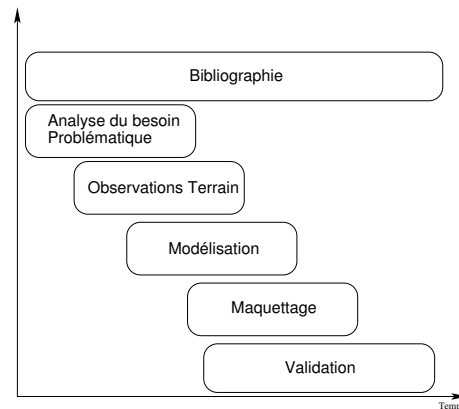 Bibliographie
Analyse du besoin
Problématique
Observations Terrain
Modélisation
Maquettage
Validation